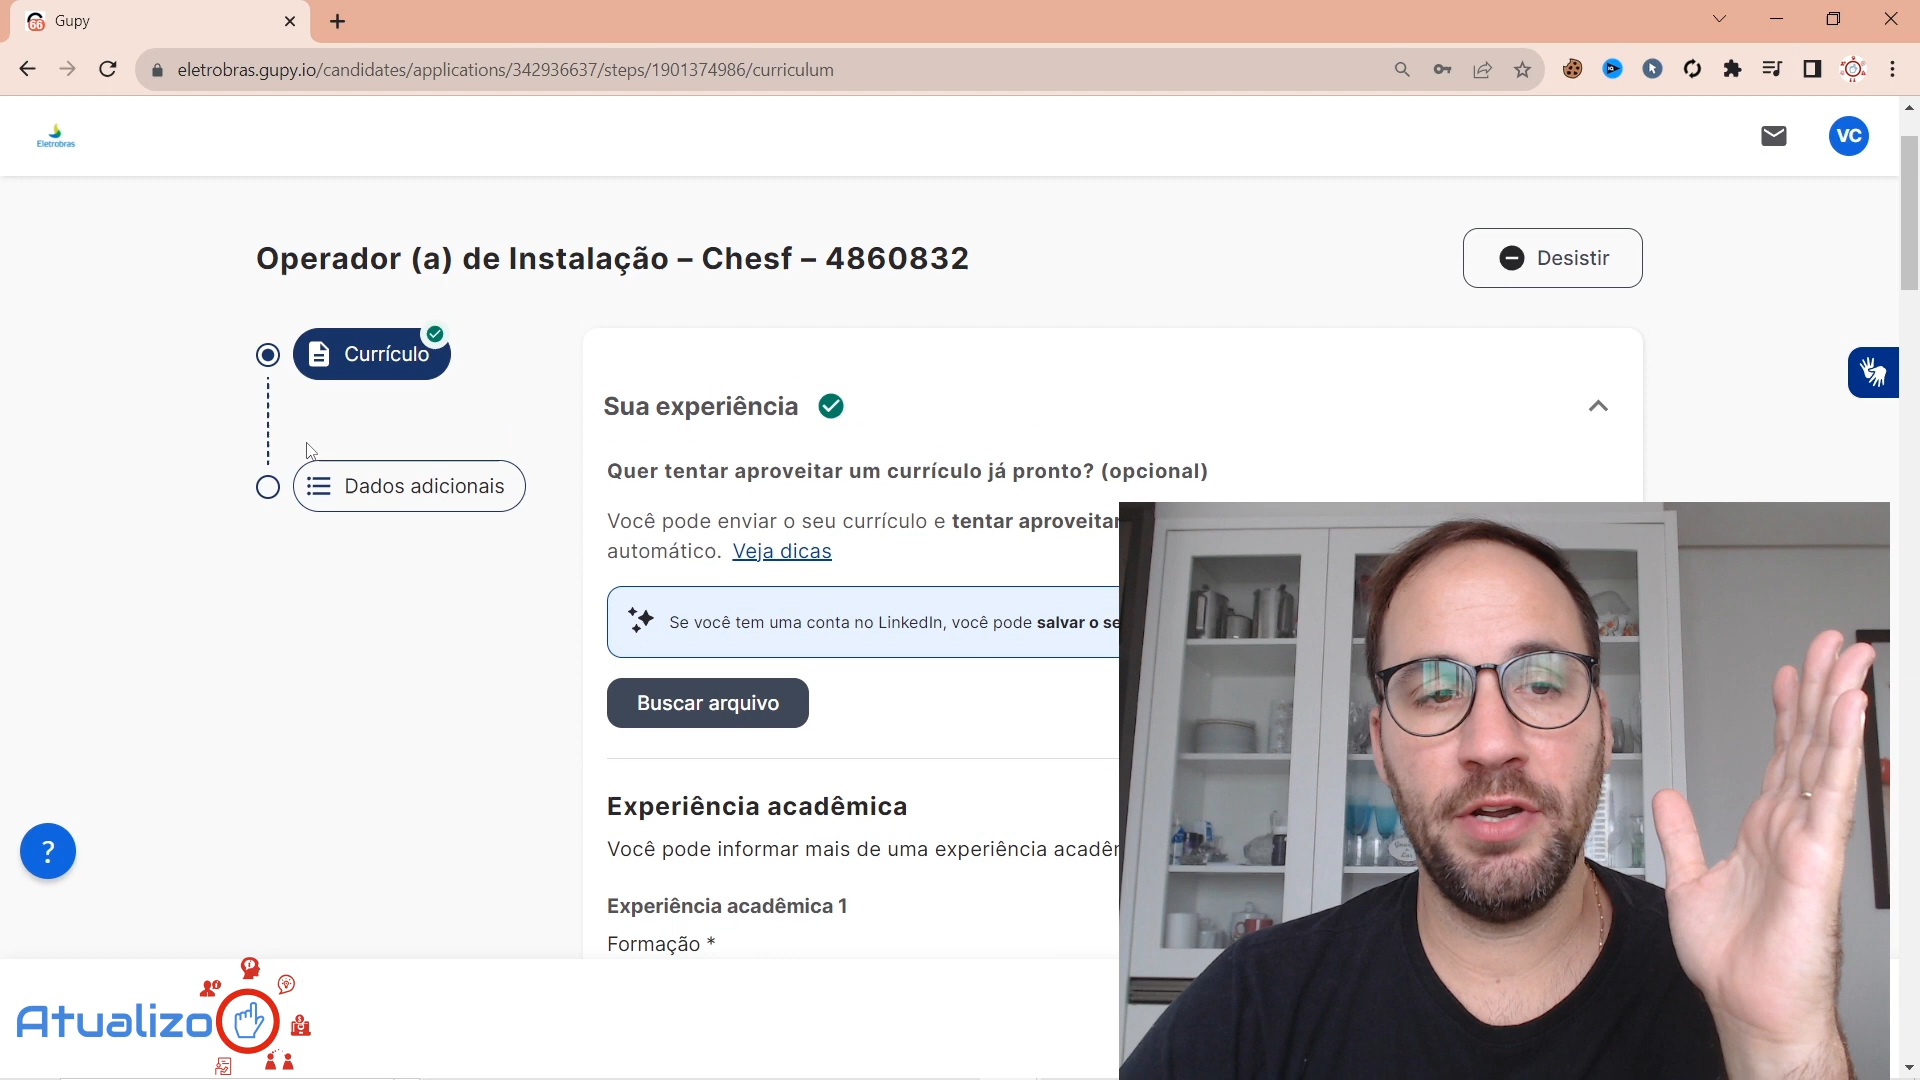 Gupy
eletrobras.gupy.io/candidates/applications/342936637/steps/1901374986/curriculum
Eletrobras
VC
Operador (a) de Instalação – Chesf – 4860832
Desistir
Currículo
Dados adicionais
Sua experiência
Quer tentar aproveitar um currículo já pronto? (opcional)
Você pode enviar o seu currículo e tentar aproveitar
automático. Veja dicas
Se você tem uma conta no LinkedIn, você pode salvar o se
Buscar arquivo
Experiência acadêmica
Você pode informar mais de uma experiência acadêr
Experiência acadêmica 1
Formação *
?
Atualizo